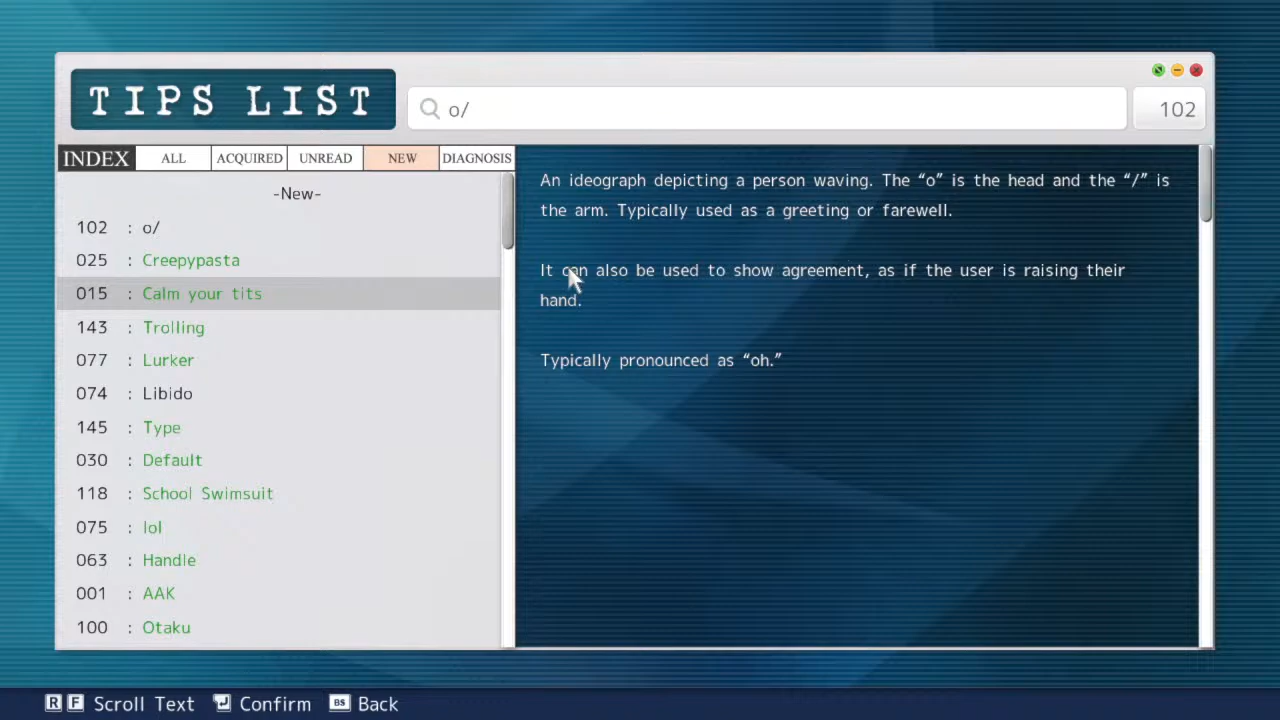 TIPS LIST
o/
102
INDEX
ALL
ACQUIRED
UNREAD
NEW
DIAGNOSIS
-New-
102 : o/
025 : Creepypasta
015 : Calm your tits
143 : Trolling
077 : Lurker
074 : Libido
145 : Type
030 : Default
118 : School Swimsuit
075 : lol
063 : Handle
001 : AAK
100 : Otaku
An ideograph depicting a person waving. The “o” is the head and the “/” is
the arm. Typically used as a greeting or farewell.
It can also be used to show agreement, as if the user is raising their
hand.
Typically pronounced as “oh.”
R F Scroll Text
Confirm
BS Back